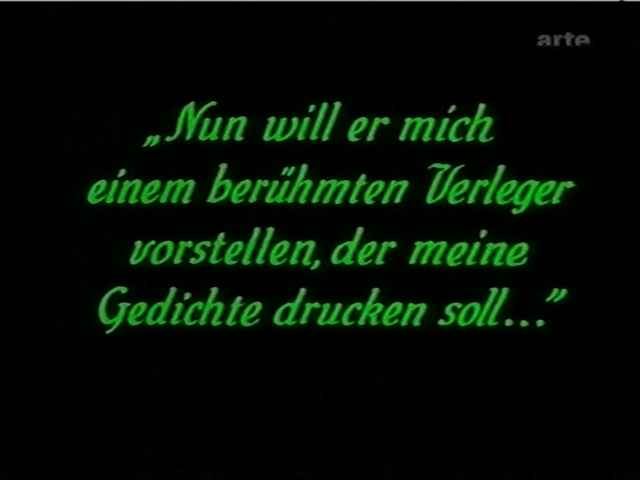 arte
„Nun will er mich
einem berühmten Verleger
vorstellen, der meine
Gedichte drucken soll..."